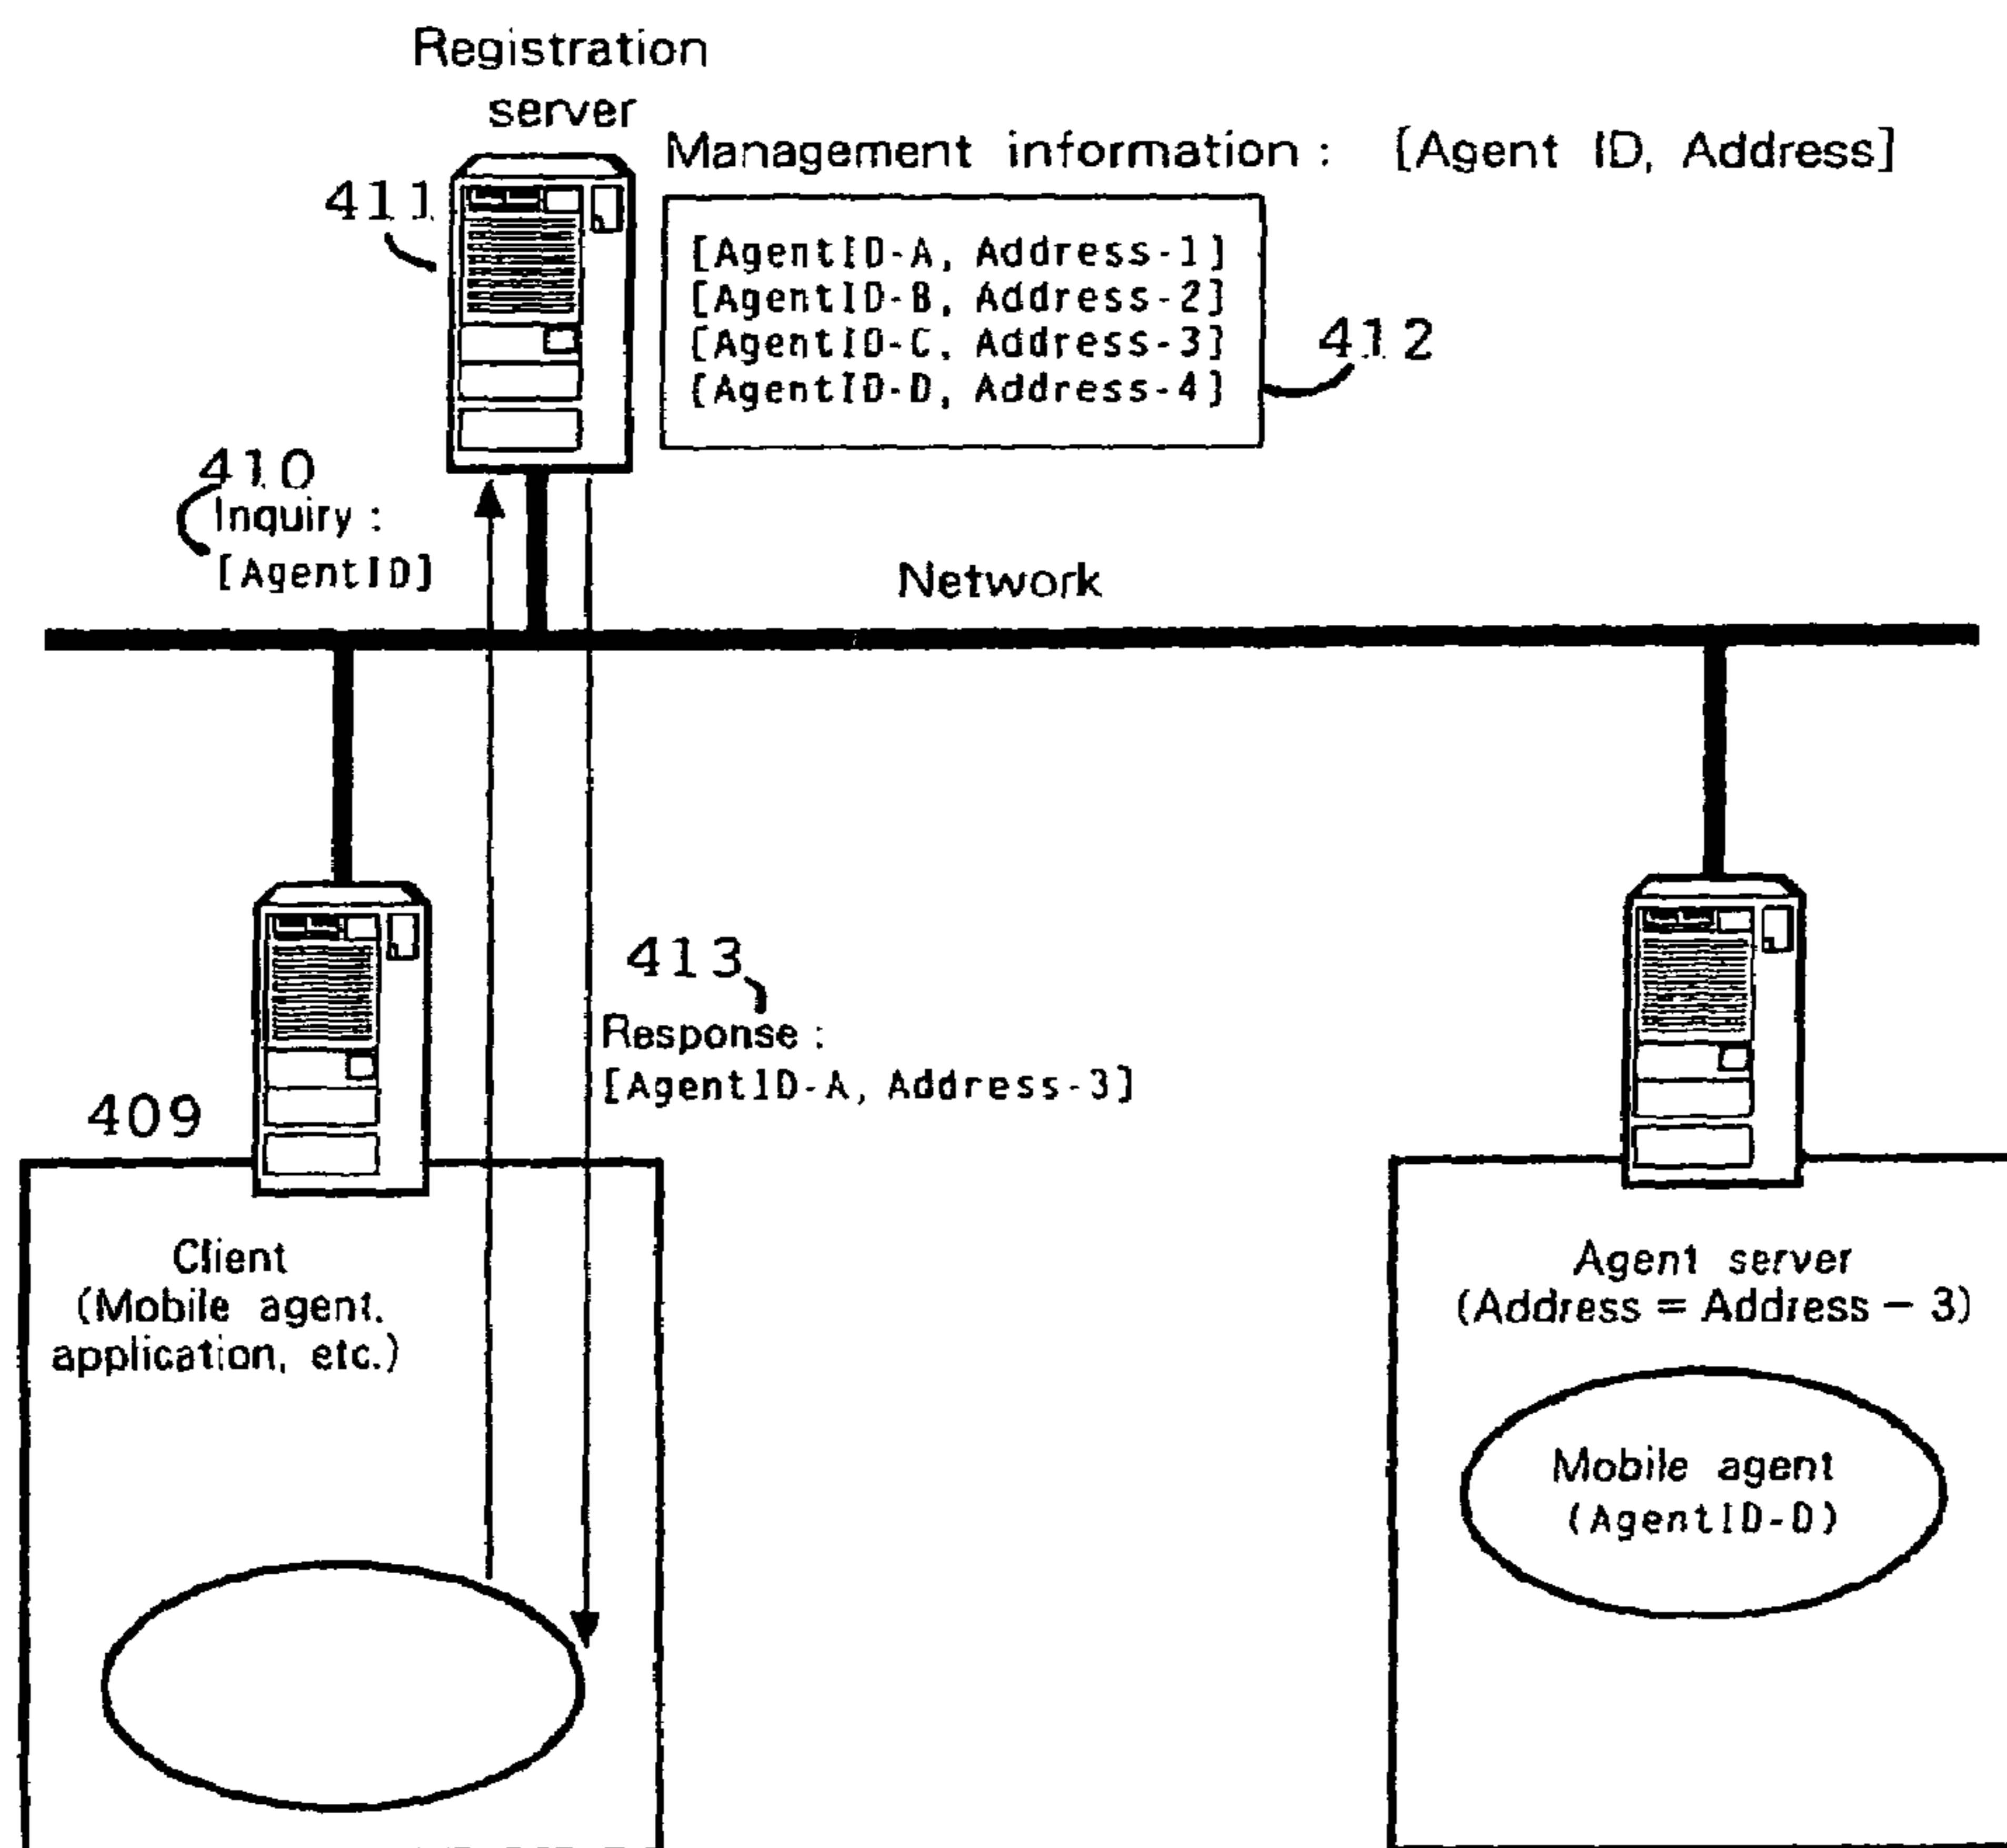 Registration
server
Management information : [Agent ID, Address]
411
[AgentID-A, Address-1]
[AgentID-B, Address-2]
[AgentID-C, Address-3]
[AgentID-D, Address-4]
412
410
Inquiry :
[AgentID]
Network
413
Response :
[AgentID-A, Address-3]
409
Client
(Mobile agent,
application, etc.)
Agent server
(Address = Address – 3)
Mobile agent
(AgentID-D)